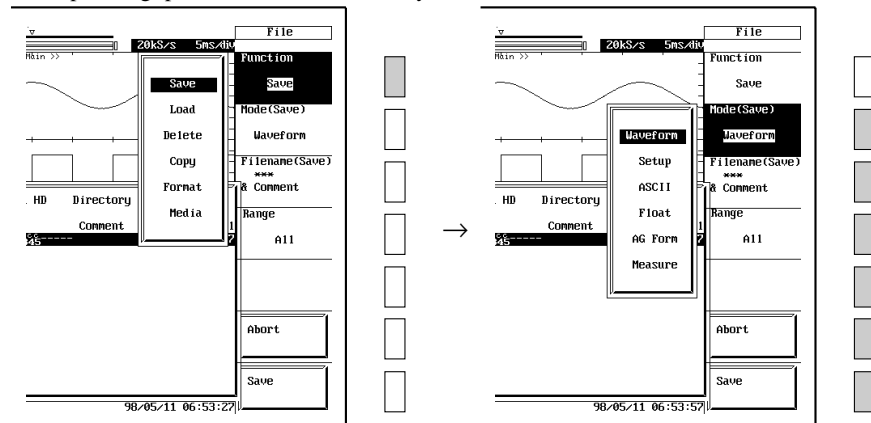 File
20kS/s 5ms/div
Main >>
Function
Save
Save
Load
Mode(Save)
Delete
Waveform
Copy
Filename(Save)
***
Format
& Comment
HD Directory
Media
Range
Comment
All
Abort
Save
98/05/11 06:53:27
→
File
20kS/s 5ms/div
Main >>
Function
Save
Mode(Save)
Waveform
Waveform
Setup
Filename(Save)
***
ASCII
& Comment
HD Directory
Float
Range
Comment
AG Form
All
Measure
Abort
Save
98/05/11 06:53:57